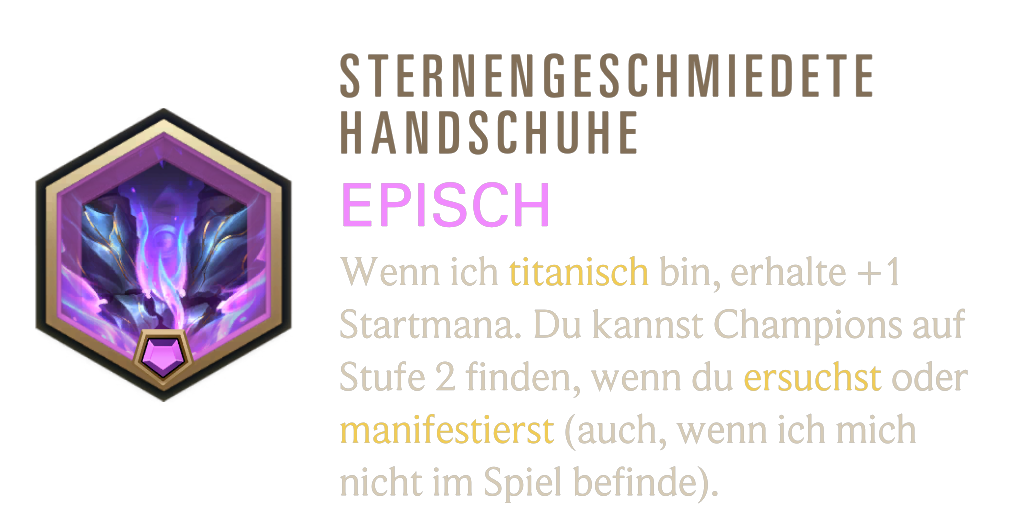 STERNENGESCHMIEDETE
HANDSCHUHE
EPISCH
Wenn ich titanisch bin, erhalte +1
Startmana. Du kannst Champions auf
Stufe 2 finden, wenn du ersuchst oder
manifestierst (auch, wenn ich mich
nicht im Spiel befinde).